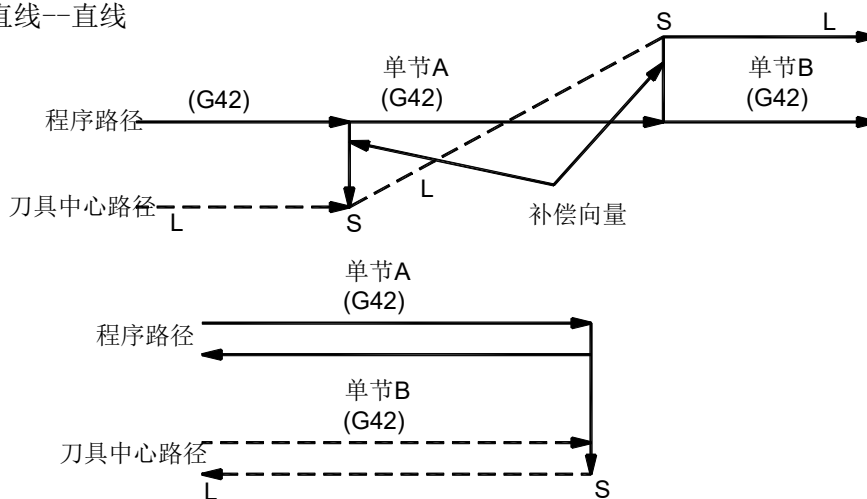 直线--直线
S
L
单节A
单节B
(G42)
(G42)
(G42)
程序路径
L
刀具中心路径
L
S
补偿向量
单节A
(G42)
程序路径
单节B
(G42)
刀具中心路径
L
S